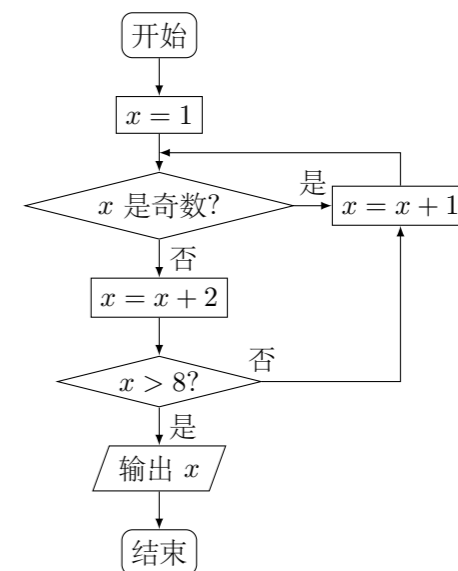 开始
x = 1
x 是奇数?
是
x = x + 1
否
x = x + 2
x > 8?
否
是
输出 x
结束